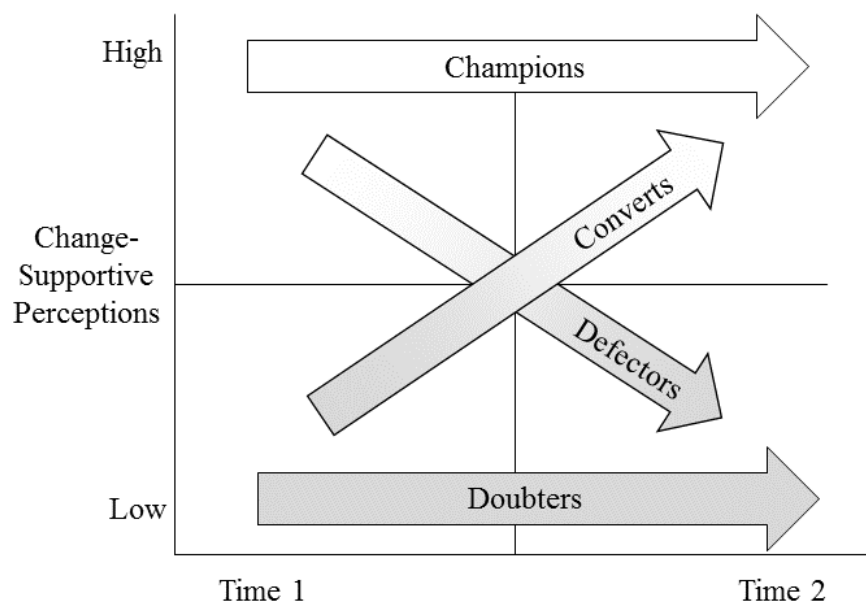 High
Champions
Converts
Change-
Supportive
Perceptions
Defectors
Doubters
Low
Time 1
Time 2